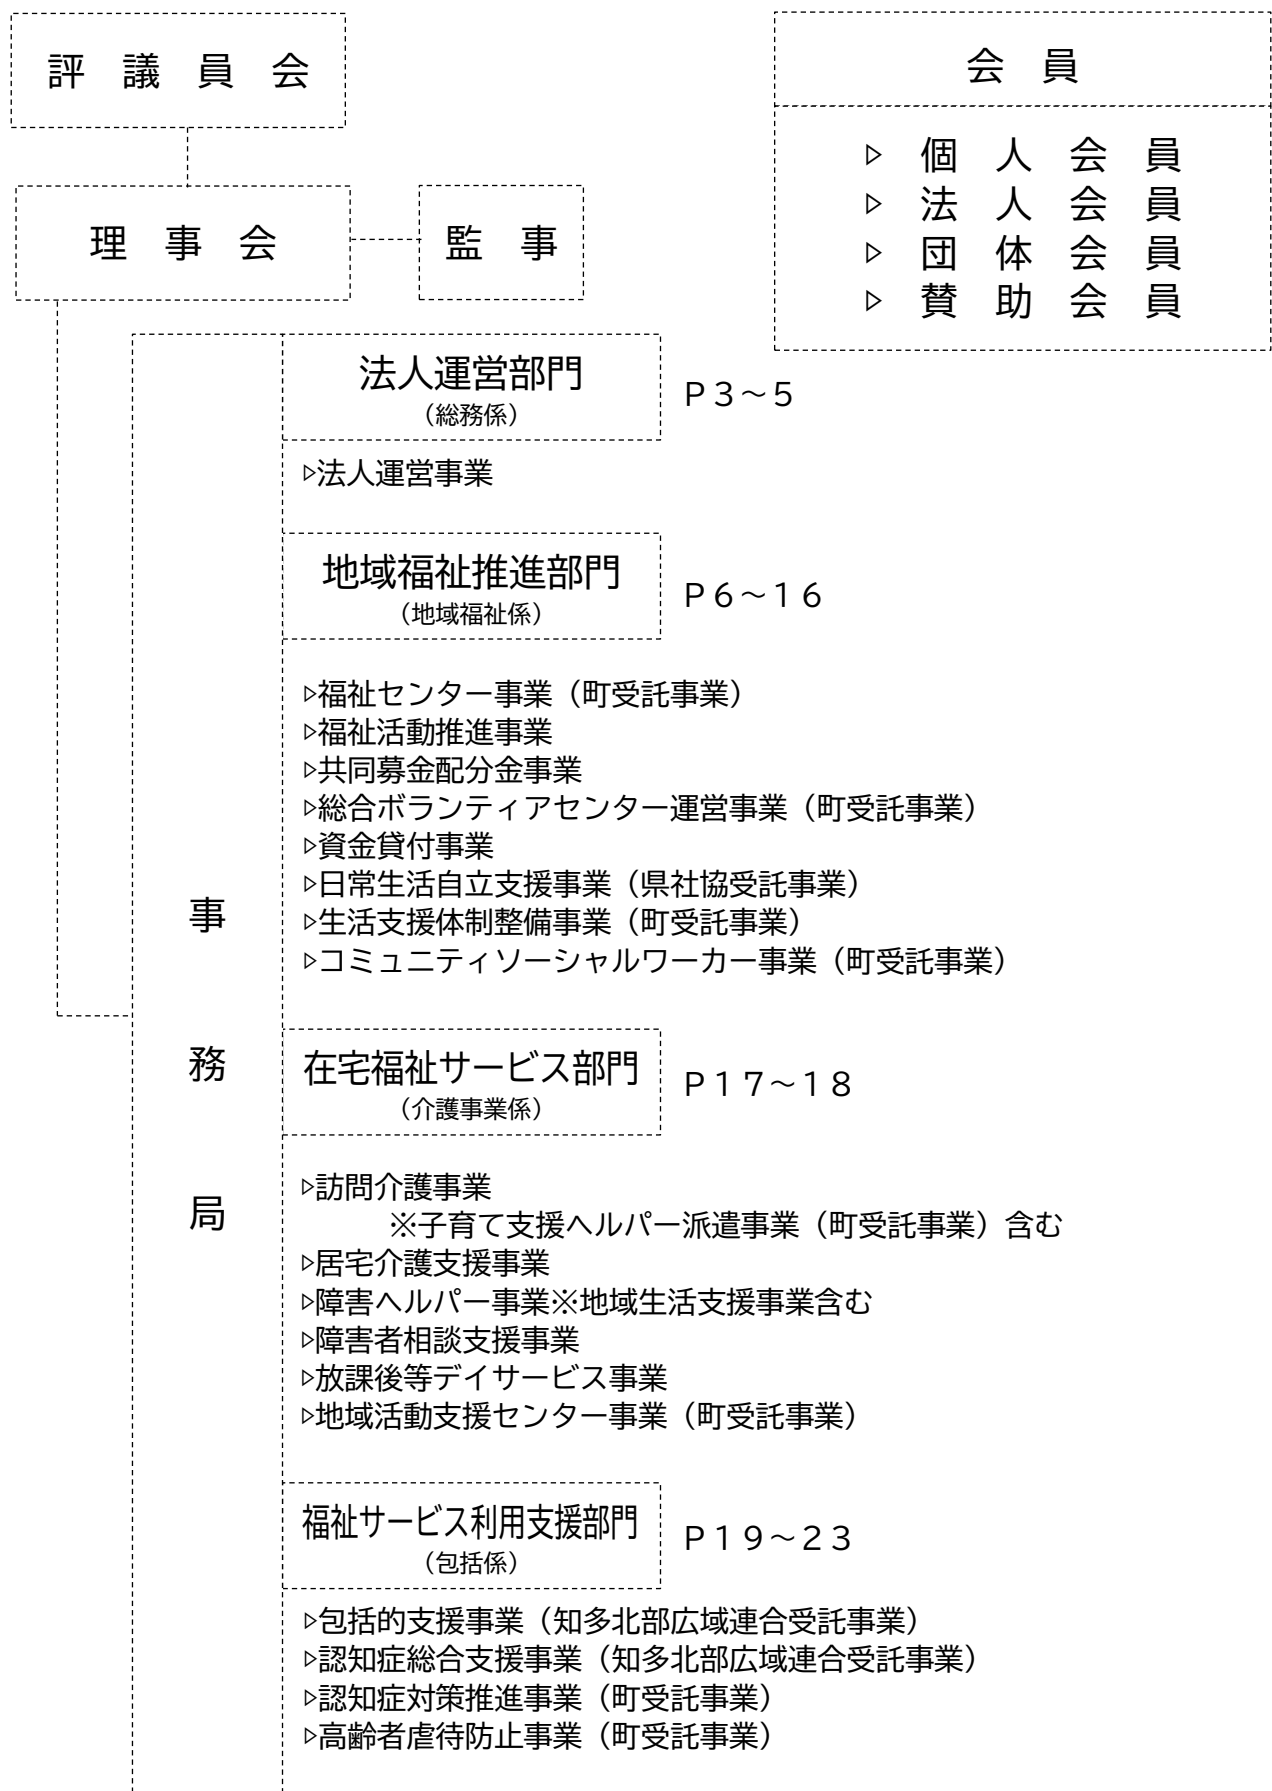 評議員会
会員
▷ 個人会員
▷ 法人会員
▷ 団体会員
▷ 賛助会員
理事会
監事
事務局
法人運営部門
（総務係）
Ｐ３～５
▷法人運営事業
地域福祉推進部門
（地域福祉係）
Ｐ６～１６
▷福祉センター事業（町受託事業）
▷福祉活動推進事業
▷共同募金配分金事業
▷総合ボランティアセンター運営事業（町受託事業）
▷資金貸付事業
▷日常生活自立支援事業（県社協受託事業）
▷生活支援体制整備事業（町受託事業）
▷コミュニティソーシャルワーカー事業（町受託事業）
在宅福祉サービス部門
（介護事業係）
Ｐ１７～１８
▷訪問介護事業
※子育て支援ヘルパー派遣事業（町受託事業）含む
▷居宅介護支援事業
▷障害ヘルパー事業※地域生活支援事業含む
▷障害者相談支援事業
▷放課後等デイサービス事業
▷地域活動支援センター事業（町受託事業）
福祉サービス利用支援部門
（包括係）
Ｐ１９～２３
▷包括的支援事業（知多北部広域連合受託事業）
▷認知症総合支援事業（知多北部広域連合受託事業）
▷認知症対策推進事業（町受託事業）
▷高齢者虐待防止事業（町受託事業）